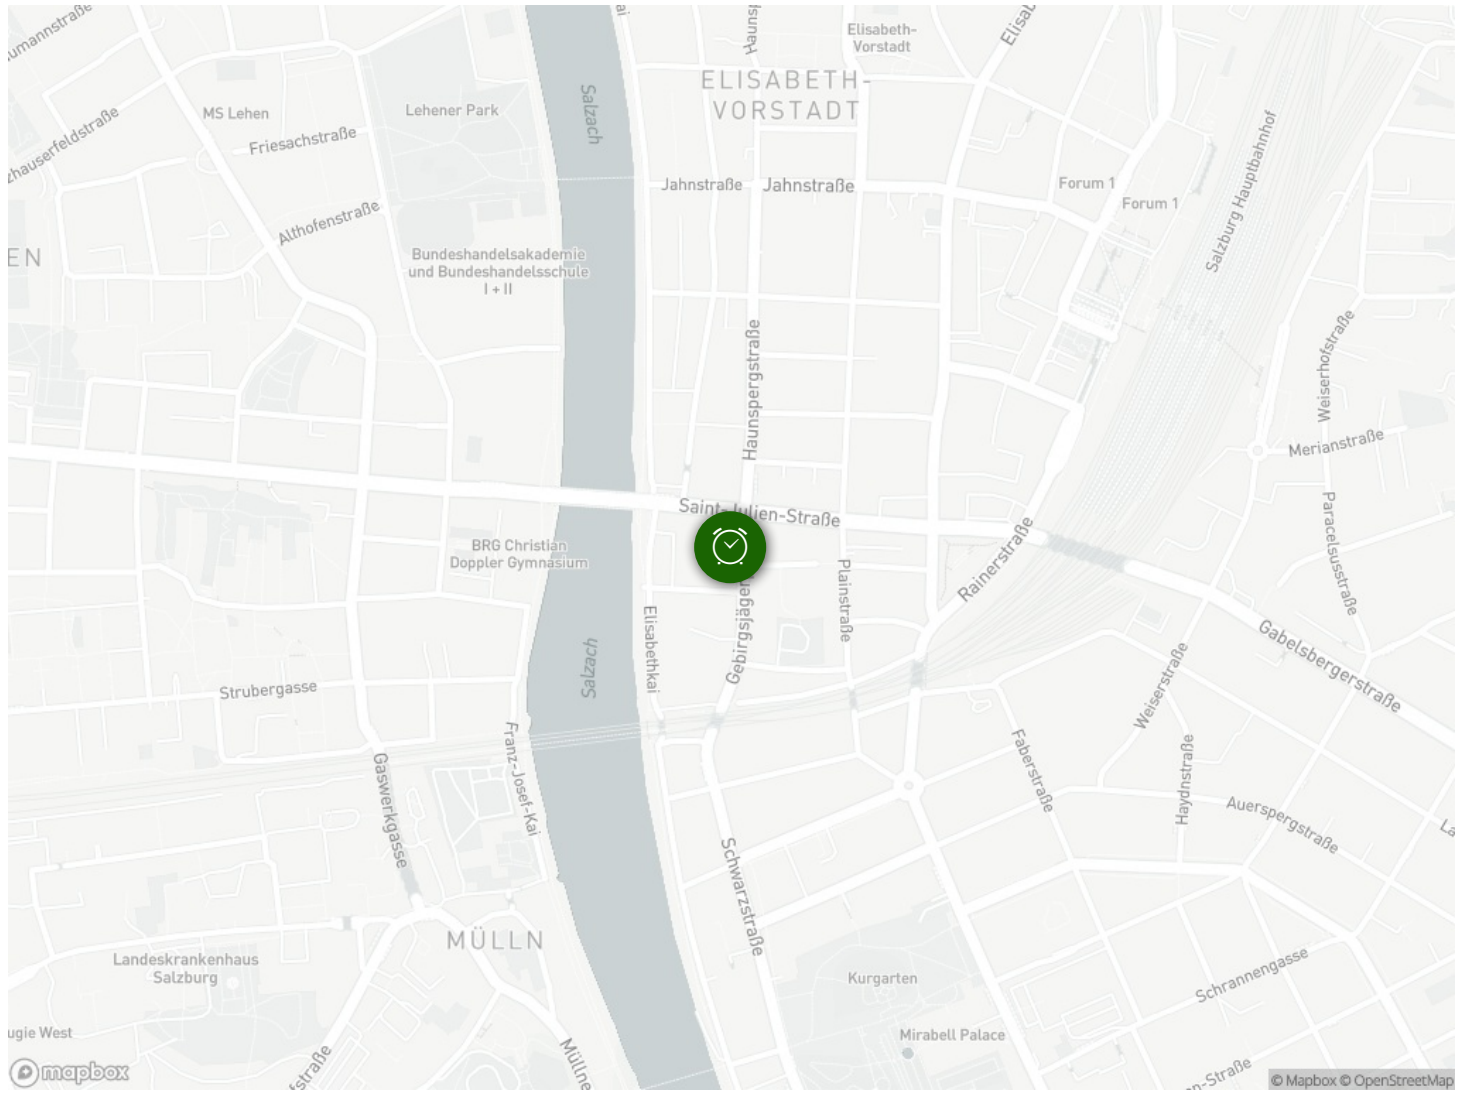 Elisabeth-
Vorstadt
ELISABETH-
VORSTADT
MS Lehen
Lehener Park
Salzach
Friesachstraße
Althofenstraße
Jahnstraße
Jahnstraße
Forum 1
Forum 1
Salzburg Hauptbahnhof
Bundeshandelsakademie
und Bundeshandelsschule
I + II
Haunspergstraße
Weiserhofstraße
Merianstraße
Saint-Julien-Straße
BRG Christian
Doppler Gymnasium
Rainerstraße
Paracelsusstraße
Plainstraße
Elisabethkai
Salzach
Gabelsbergerstraße
Weiserstraße
Strubergasse
Franz-Josef-Kai
Gaswerkgasse
Faberstraße
Haydnstraße
Auerspergstraße
Schwarzstraße
MÜLLN
Landeskrankenhaus
Salzburg
Kurgarten
Schrannengasse
Mirabell Palace
mapbox
© Mapbox © OpenStreetMap